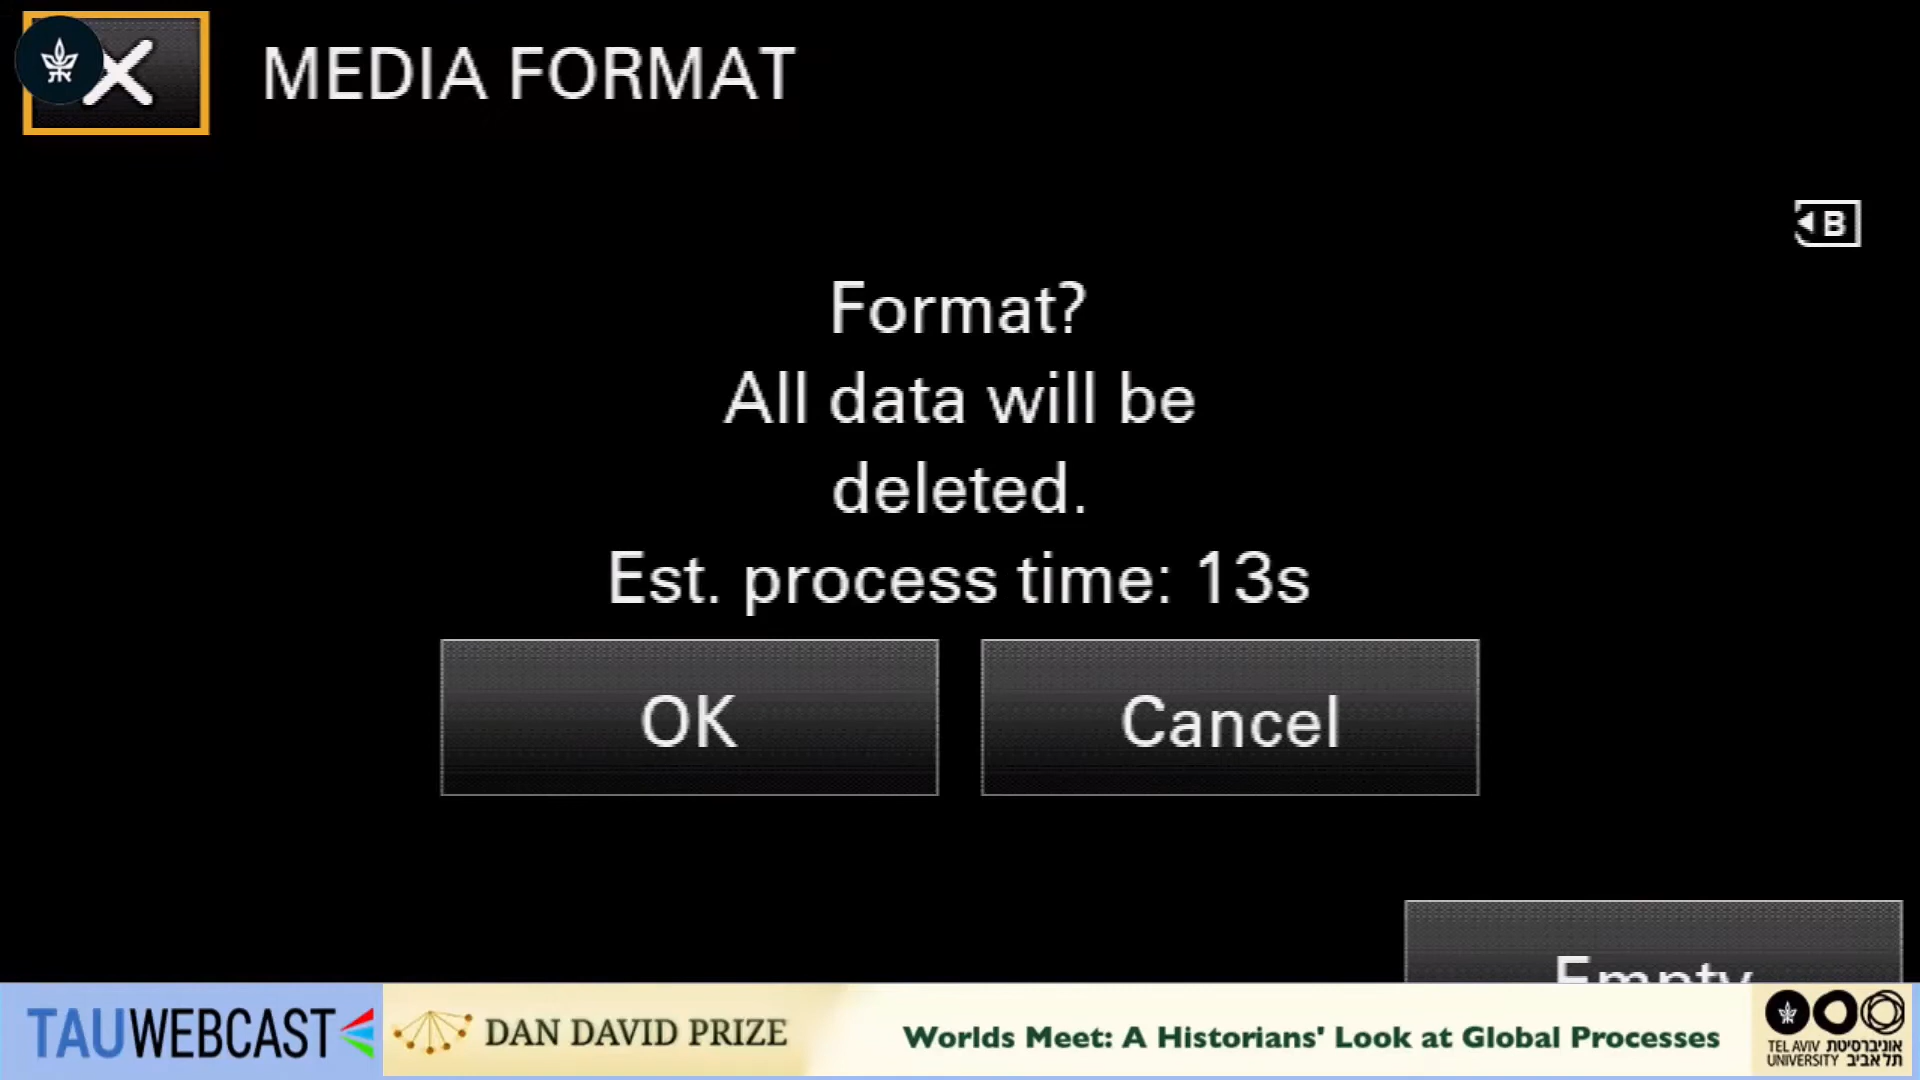 MEDIA FORMAT
B
Format?
All data will be
deleted.
Est. process time: 13s
OK
Cancel
Empty
TAUWEBCAST
DAN DAVID PRIZE
Worlds Meet: A Historians' Look at Global Processes
TEL AVIV אוניברסיטת
UNIVERSITY תל אביב